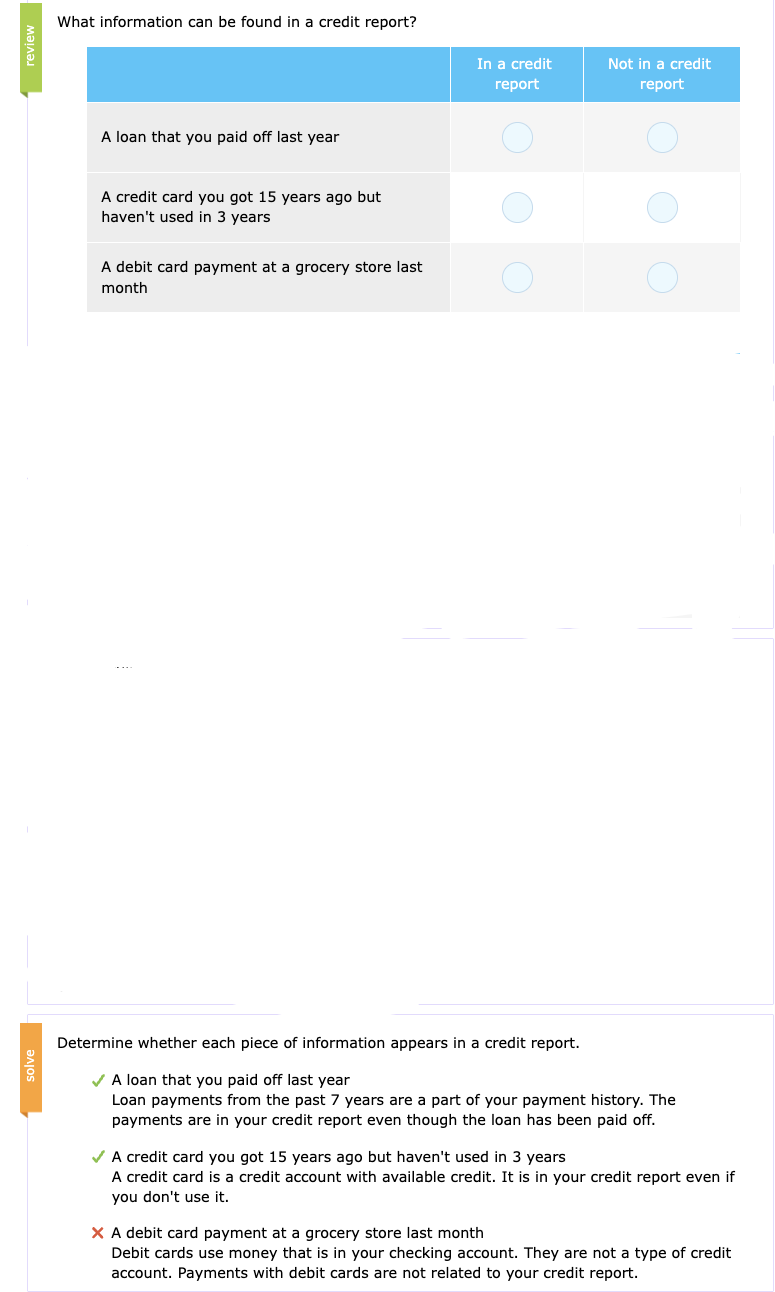 review
What information can be found in a credit report?
In a credit
report
Not in a credit
report
A loan that you paid off last year
A credit card you got 15 years ago but
haven't used in 3 years
A debit card payment at a grocery store last
month
solve
Determine whether each piece of information appears in a credit report.
A loan that you paid off last year
Loan payments from the past 7 years are a part of your payment history. The
payments are in your credit report even though the loan has been paid off.
A credit card you got 15 years ago but haven't used in 3 years
A credit card is a credit account with available credit. It is in your credit report even if
you don't use it.
A debit card payment at a grocery store last month
Debit cards use money that is in your checking account. They are not a type of credit
account. Payments with debit cards are not related to your credit report.